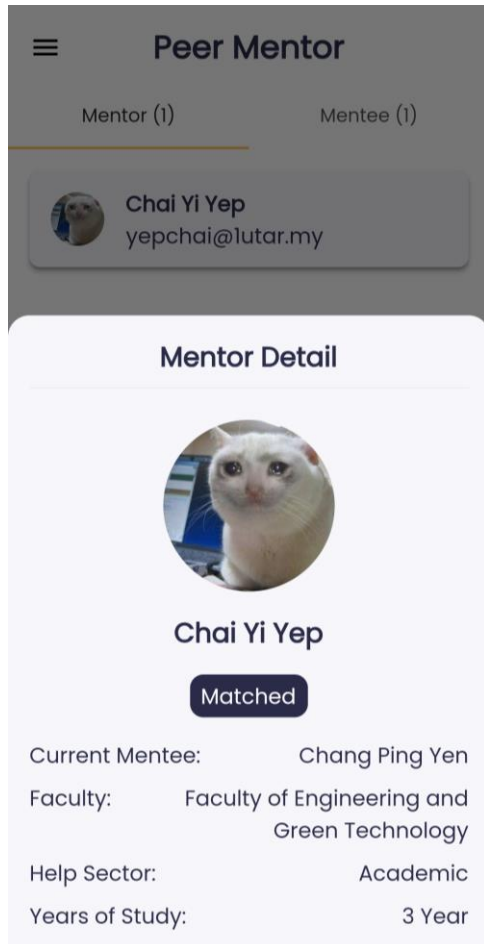 Peer Mentor
Mentor (1) Mentee (1)
Chai Yi Yep
yepchai@1utar.my
Mentor Detail
Chai Yi Yep
Matched
Current Mentee: Chang Ping Yen
Faculty: Faculty of Engineering and
Green Technology
Help Sector: Academic
Years of Study: 3 Year